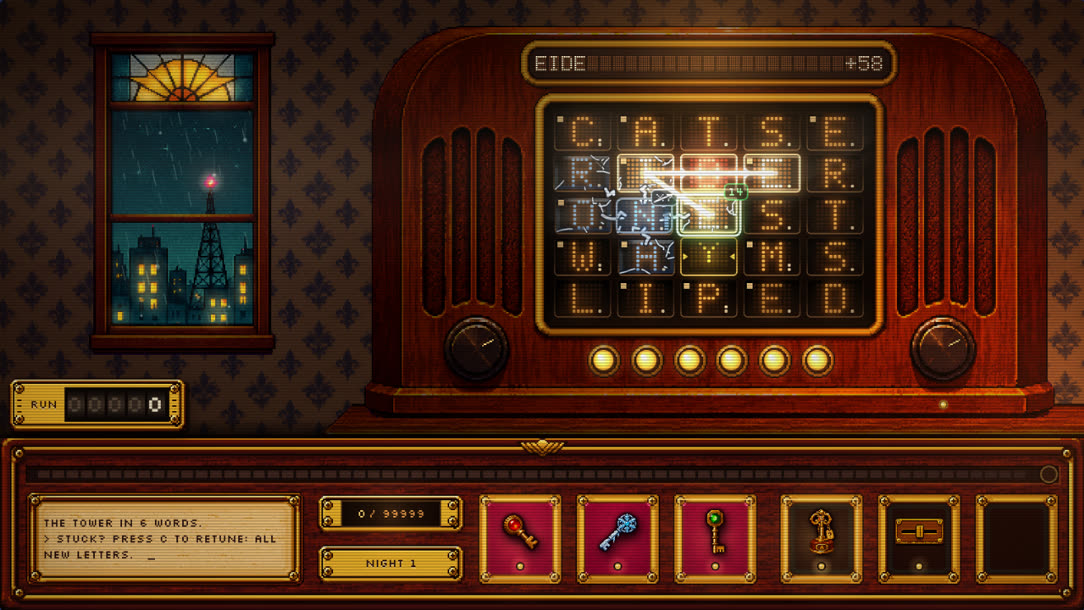 EIDE +58
C A T S E
R R
N S T
W A Y M S
L I P E D
RUN 00000
THE TOWER IN 6 WORDS.
> STUCK? PRESS C TO RETUNE: ALL
NEW LETTERS. _
0 / 99999
NIGHT 1